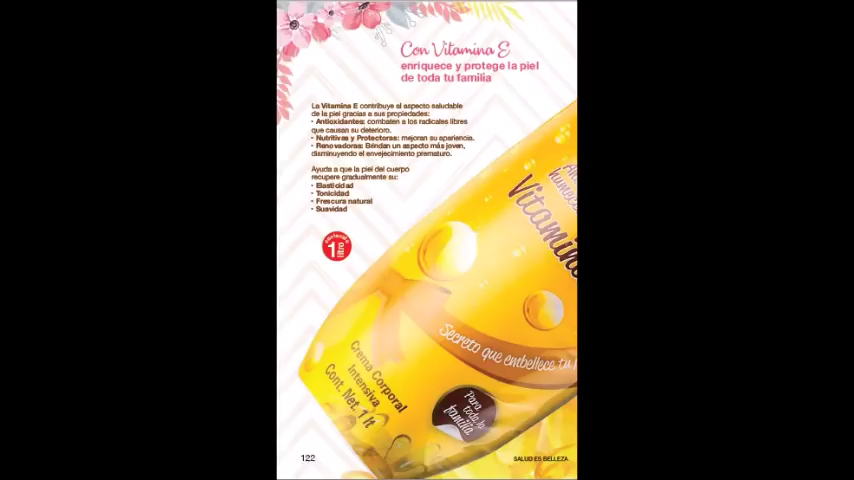 Con Vitamina E
enriquece y protege la piel
de toda tu familia
La Vitamina E contribuye al aspecto saludable
de la piel gracias a sus propiedades:
• Antioxidantes: combaten a los radicales libres
que causan su deterioro.
• Nutritivas y Protectoras: mejoran su apariencia.
• Renovadoras: Brindan un aspecto más joven,
disminuyendo el envejecimiento prematuro.
Ayuda a que la piel del cuerpo
recupere gradualmente su:
• Elasticidad
• Tonicidad
• Frescura natural
• Suavidad
contenido
1 litro
Vitamin
Secreto que embellece tu
Crema Corporal
Intensiva
Cont. Net. 1 lt
Para
toda la
familia
122
SALUD ES BELLEZA